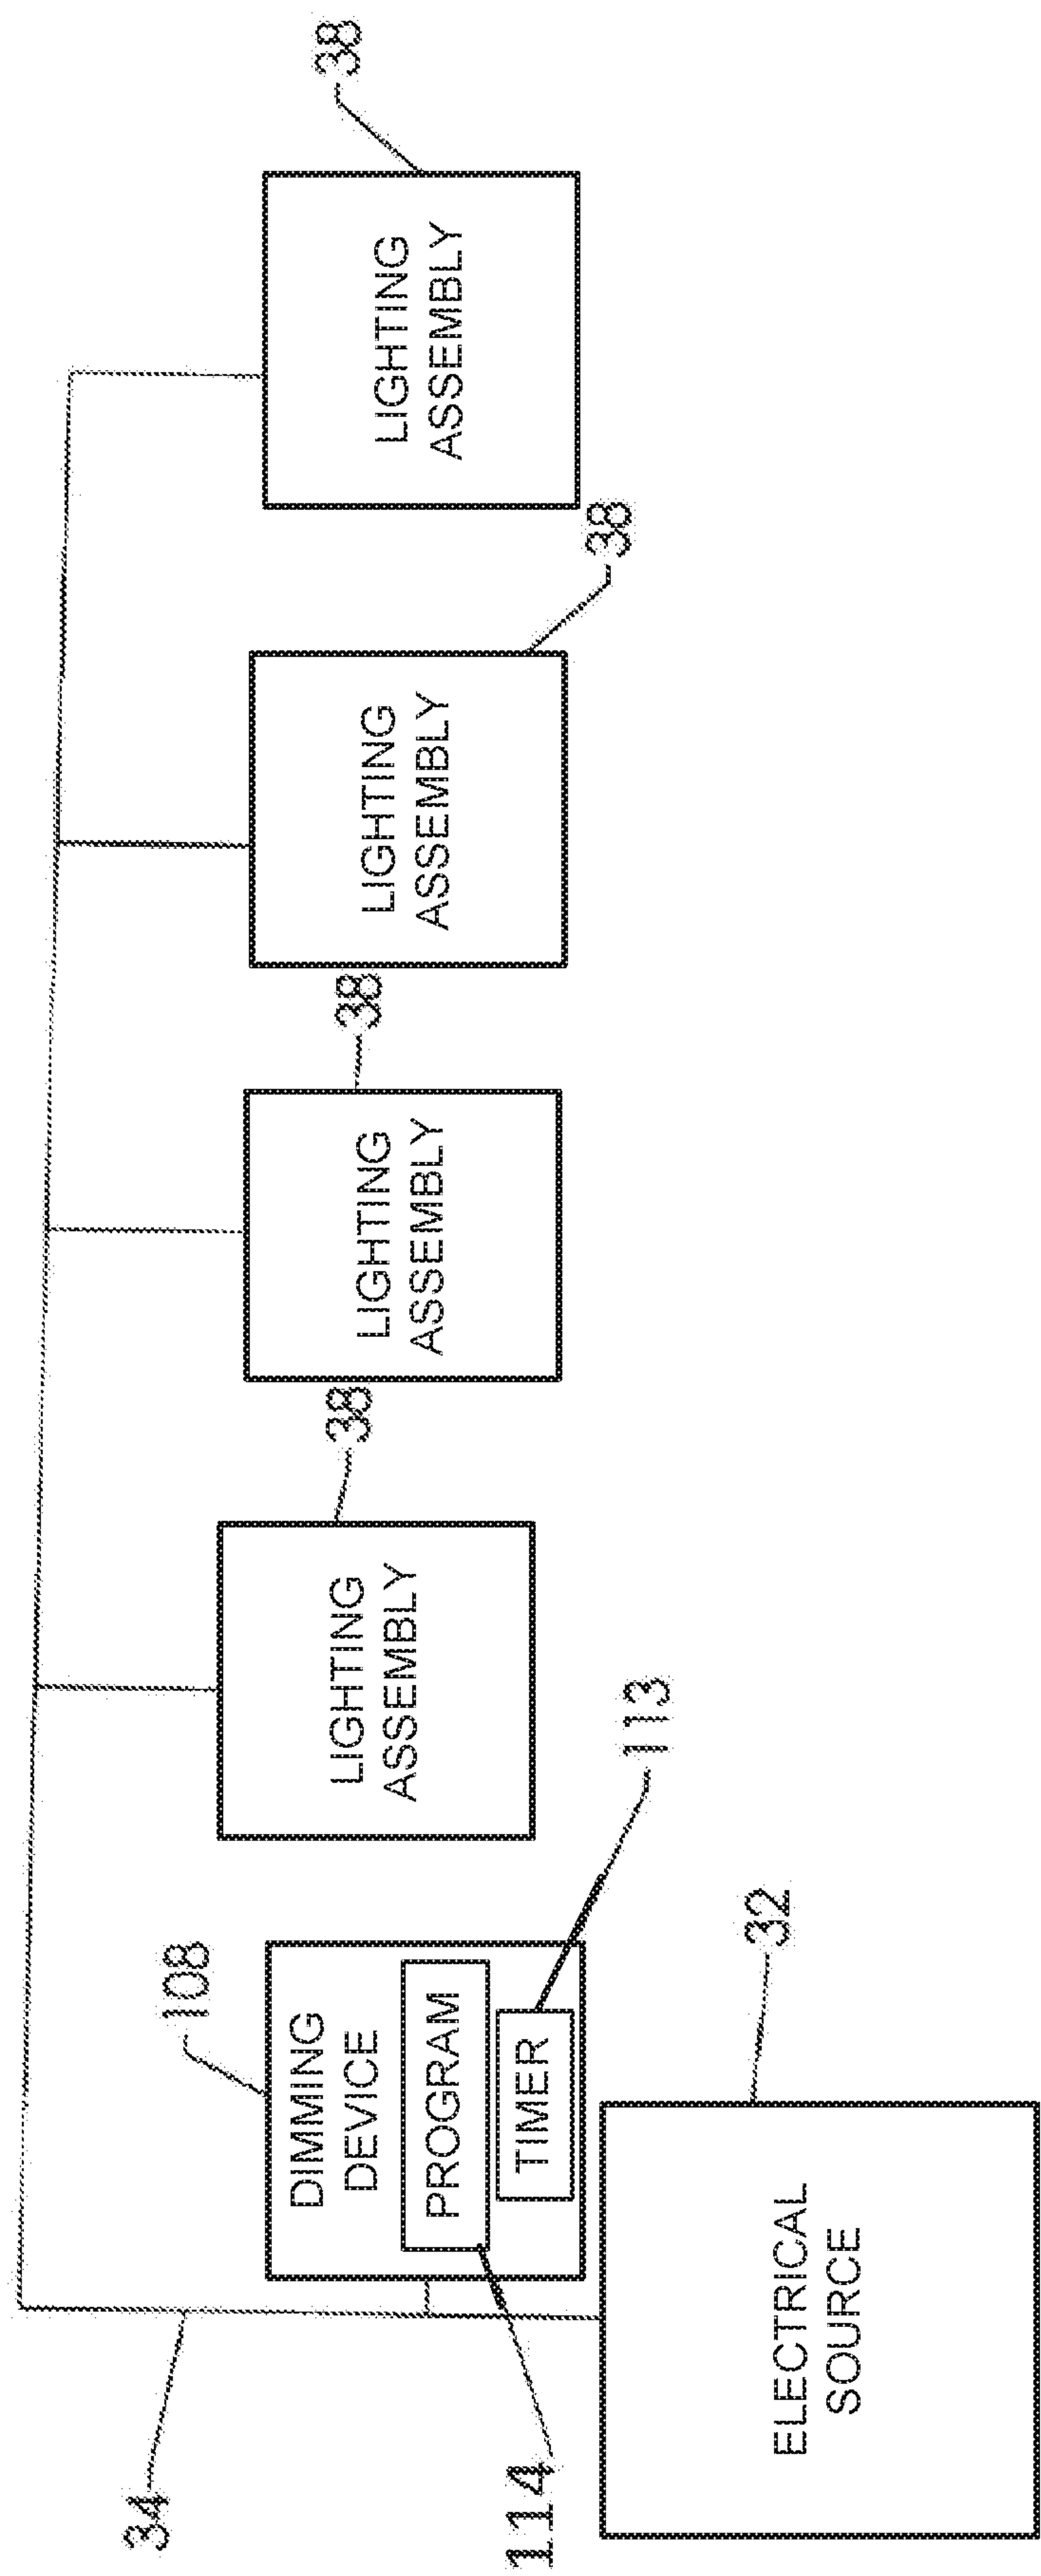 34
108
DIMMING
DEVICE
PROGRAM
TIMER
114
113
ELECTRICAL
SOURCE
32
LIGHTING
ASSEMBLY
38
LIGHTING
ASSEMBLY
38
LIGHTING
ASSEMBLY
38
LIGHTING
ASSEMBLY
38